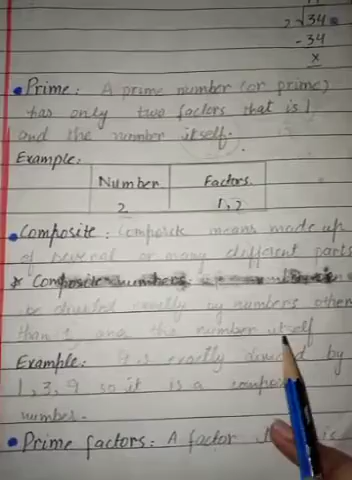 2 √34
- 34
x
• Prime: A prime number (or prime)
has only two factors that is 1
and the number itself.
Example:
Number Factors
2 1,2
• Composite: Composite means made up
of several or many different parts
* Composite numbers
be divided exactly by numbers other
than 1 and the number itself
Example: It is exactly divided by
1, 3, 9 so it is a
number.
• Prime factors: A factor is